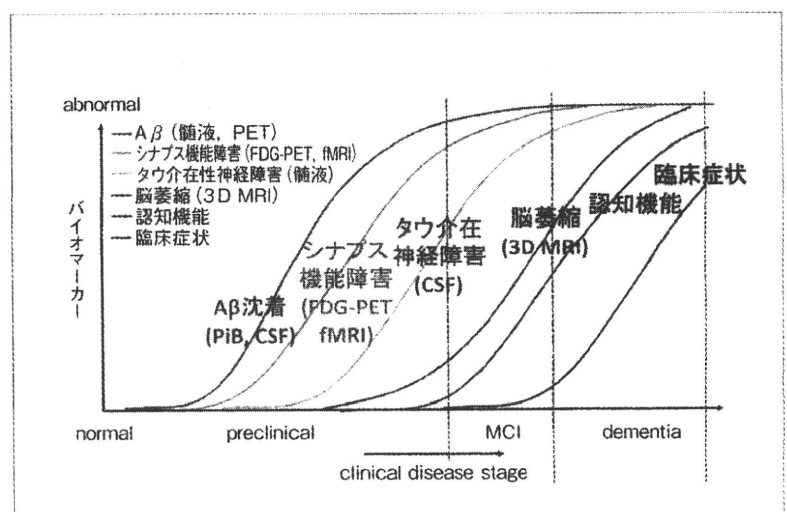 abnormal
Aβ（髄液, PET）
シナプス機能障害（FDG-PET, fMRI）
タウ介在性神経障害（髄液）
脳萎縮（3D MRI）
認知機能
臨床症状
バイオマーカー
Aβ沈着
(PiB, CSF)
シナプス
機能障害
(FDG-PET
fMRI)
タウ介在
神経障害
(CSF)
脳萎縮
(3D MRI)
認知機能
臨床症状
normal
preclinical
MCI
dementia
clinical disease stage